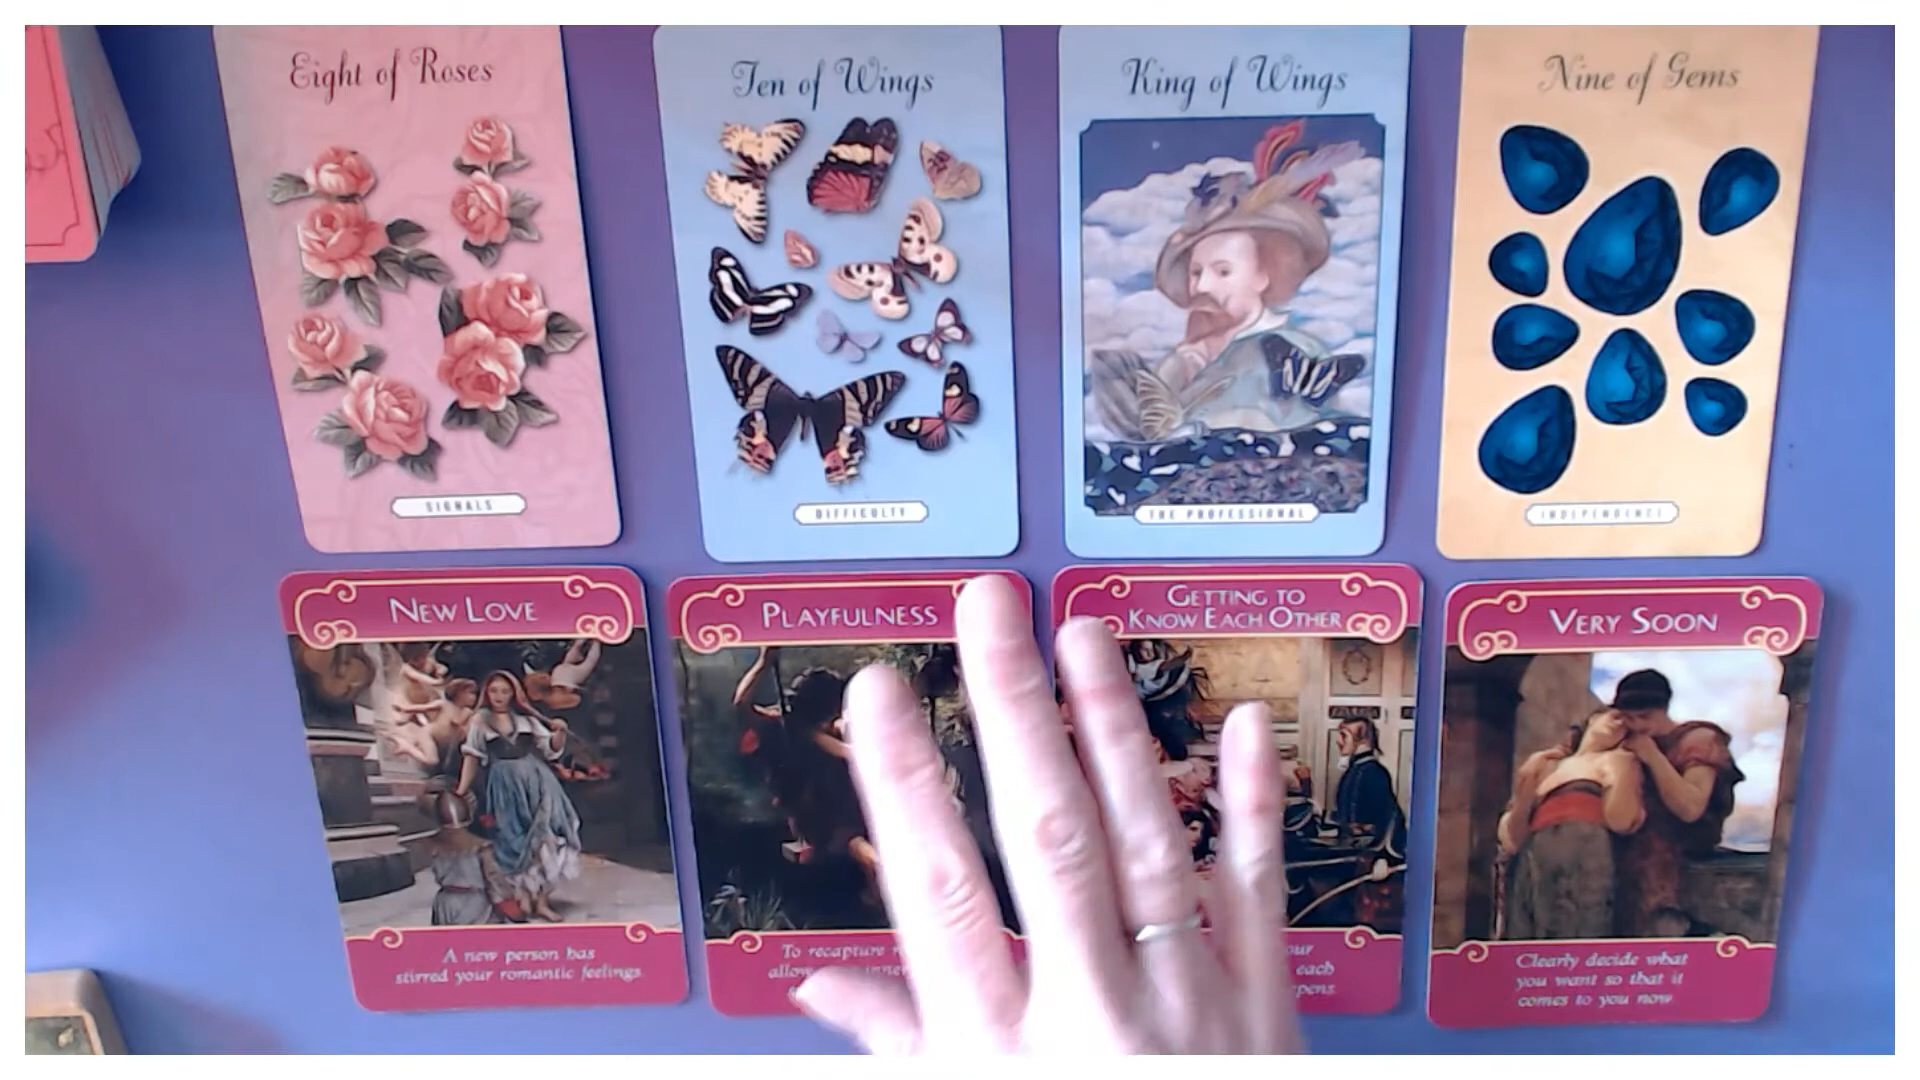 Eight of Roses
SIGNALS
Ten of Wings
DIFFICULTY
King of Wings
THE PROFESSIONAL
Nine of Gems
INDEPENDENCE
NEW LOVE
A new person has
stirred your romantic feelings.
PLAYFULNESS
To recapture
allow inner
GETTING TO
KNOW EACH OTHER
each
VERY SOON
Clearly decide what
you want so that it
comes to you now